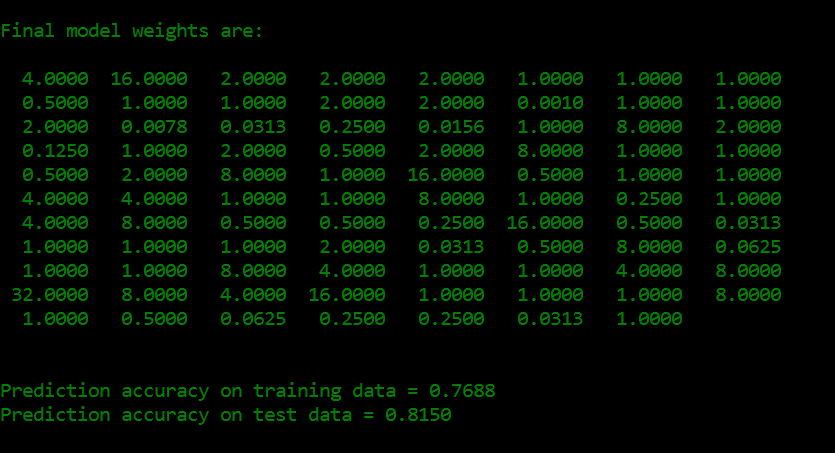 Final model weights are:
4.0000 16.0000 2.0000 2.0000 2.0000 1.0000 1.0000 1.0000
0.5000 1.0000 1.0000 2.0000 2.0000 0.0010 1.0000 1.0000
2.0000 0.0078 0.0313 0.2500 0.0156 1.0000 8.0000 2.0000
0.1250 1.0000 2.0000 0.5000 2.0000 8.0000 1.0000 1.0000
0.5000 2.0000 8.0000 1.0000 16.0000 0.5000 1.0000 1.0000
4.0000 4.0000 1.0000 1.0000 8.0000 1.0000 0.2500 1.0000
4.0000 8.0000 0.5000 0.5000 0.2500 16.0000 0.5000 0.0313
1.0000 1.0000 1.0000 2.0000 0.0313 0.5000 8.0000 0.0625
1.0000 1.0000 8.0000 4.0000 1.0000 1.0000 4.0000 8.0000
32.0000 8.0000 4.0000 16.0000 1.0000 1.0000 1.0000 8.0000
1.0000 0.5000 0.0625 0.2500 0.2500 0.0313 1.0000
Prediction accuracy on training data = 0.7688
Prediction accuracy on test data = 0.8150